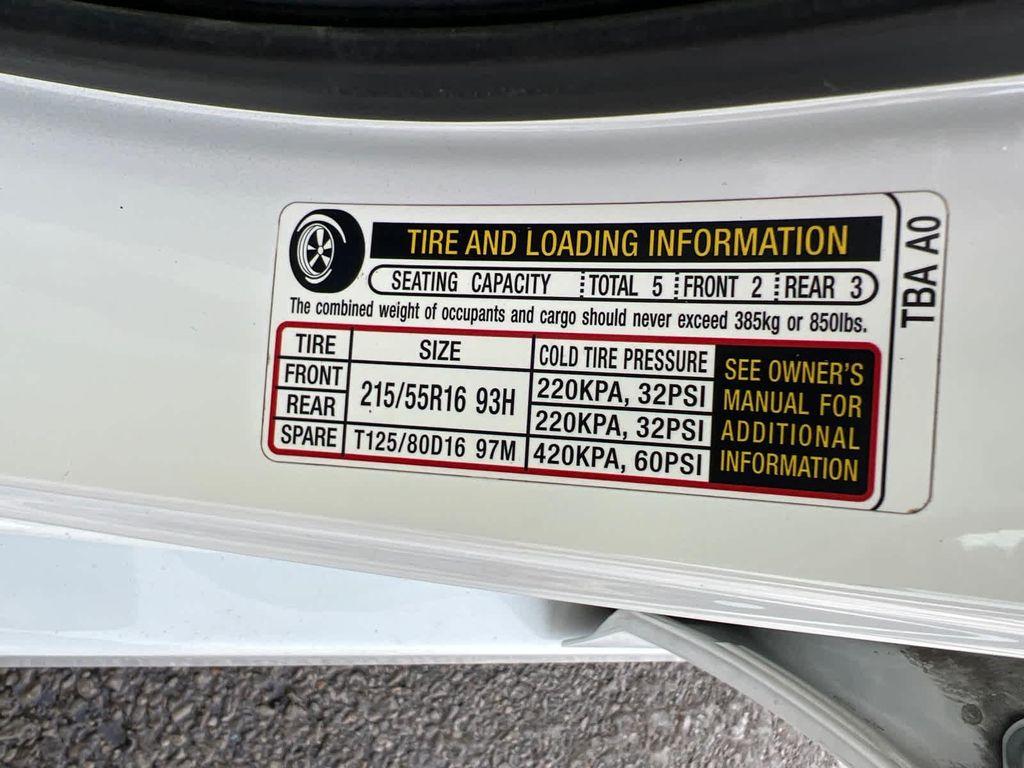 TIRE AND LOADING INFORMATION
SEATING CAPACITY TOTAL 5 FRONT 2 REAR 3
The combined weight of occupants and cargo should never exceed 385kg or 850lbs.
TIRE SIZE COLD TIRE PRESSURE
FRONT 215/55R16 93H 220KPA, 32PSI
REAR 220KPA, 32PSI
SPARE T125/80D16 97M 420KPA, 60PSI
SEE OWNER'S
MANUAL FOR
ADDITIONAL
INFORMATION
TBA A0